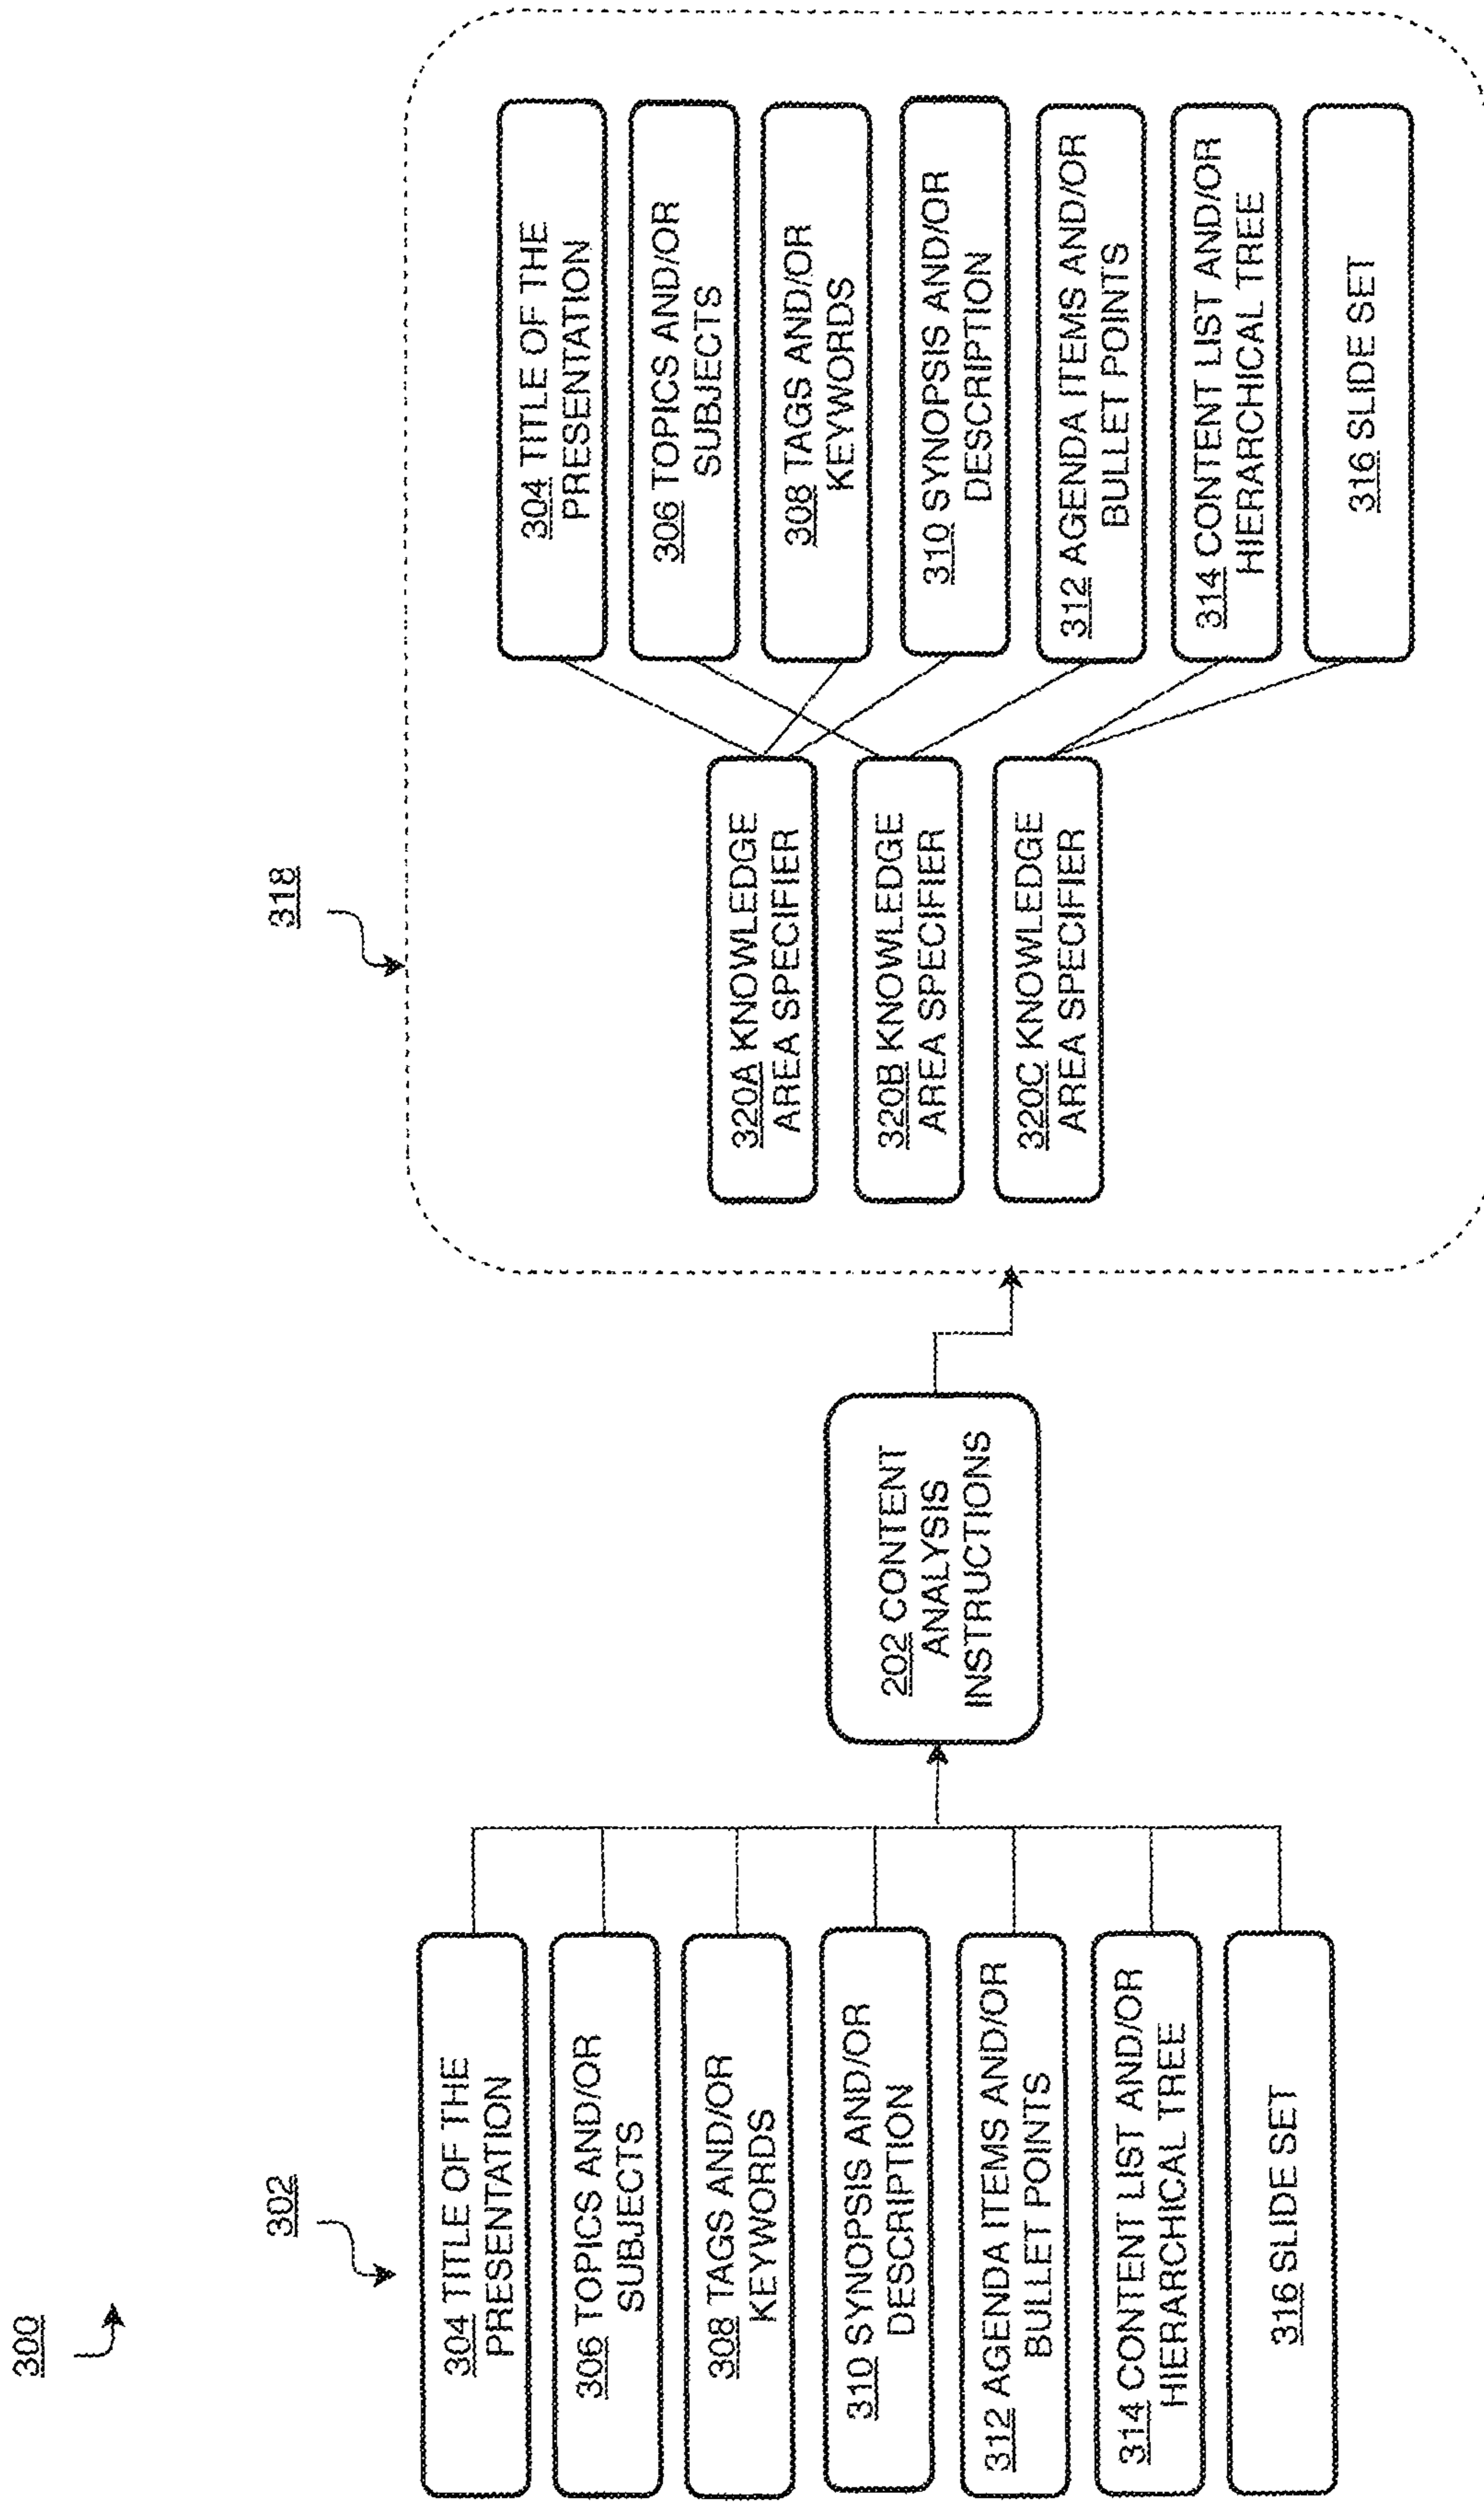 300
302
304 TITLE OF THE
PRESENTATION
306 TOPICS AND/OR
SUBJECTS
308 TAGS AND/OR
KEYWORDS
310 SYNOPSIS AND/OR
DESCRIPTION
312 AGENDA ITEMS AND/OR
BULLET POINTS
314 CONTENT LIST AND/OR
HIERARCHICAL TREE
316 SLIDE SET
202 CONTENT
ANALYSIS
INSTRUCTIONS
318
320A KNOWLEDGE
AREA SPECIFIER
320B KNOWLEDGE
AREA SPECIFIER
320C KNOWLEDGE
AREA SPECIFIER
304 TITLE OF THE
PRESENTATION
306 TOPICS AND/OR
SUBJECTS
308 TAGS AND/OR
KEYWORDS
310 SYNOPSIS AND/OR
DESCRIPTION
312 AGENDA ITEMS AND/OR
BULLET POINTS
314 CONTENT LIST AND/OR
HIERARCHICAL TREE
316 SLIDE SET